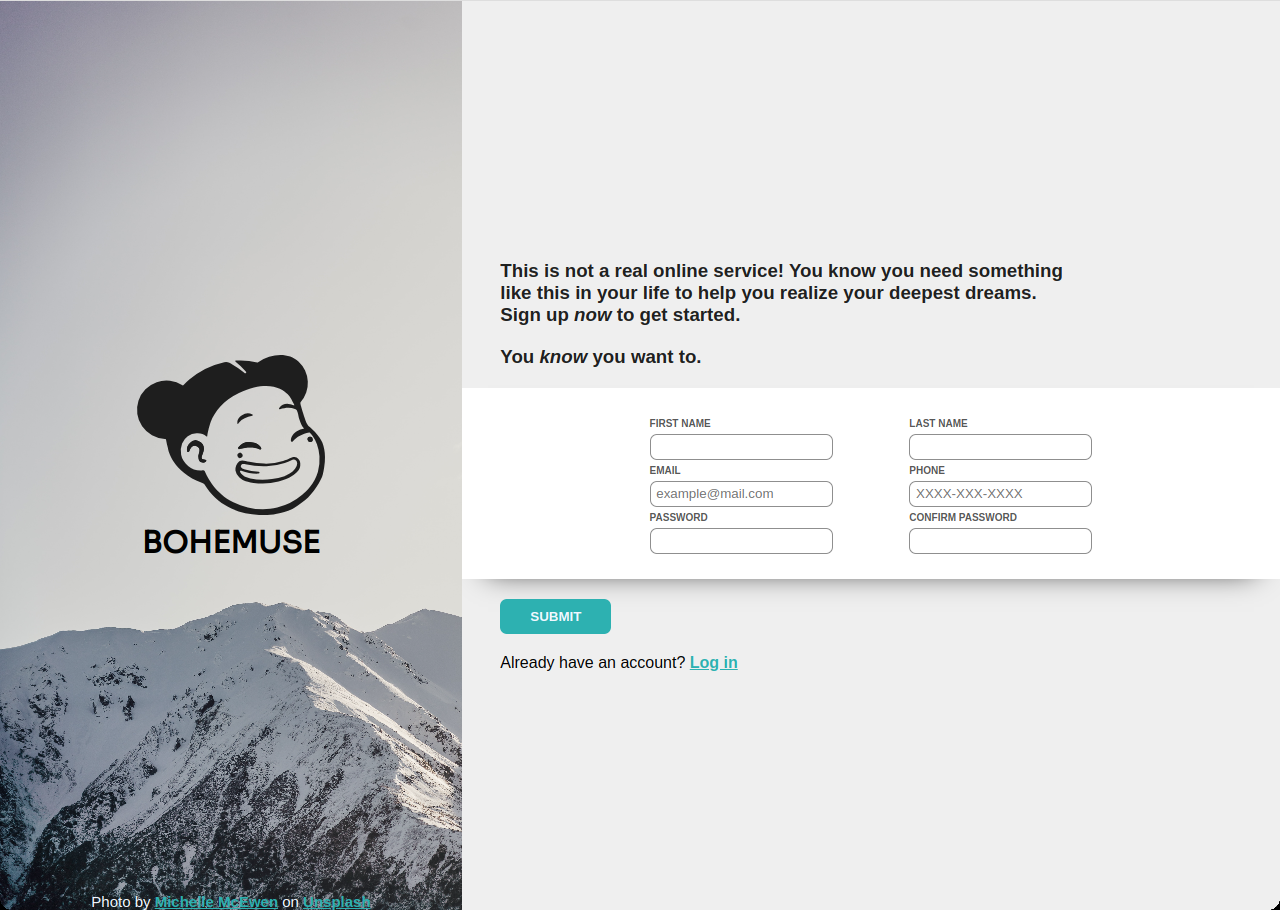 BOHEMUSE
Photo by Michelle McEwen on Unsplash
This is not a real online service! You know you need something
like this in your life to help you realize your deepest dreams.
Sign up now to get started.
You know you want to.
FIRST NAME
LAST NAME
EMAIL
example@mail.com
PHONE
XXXX-XXX-XXXX
PASSWORD
CONFIRM PASSWORD
SUBMIT
Already have an account? Log in